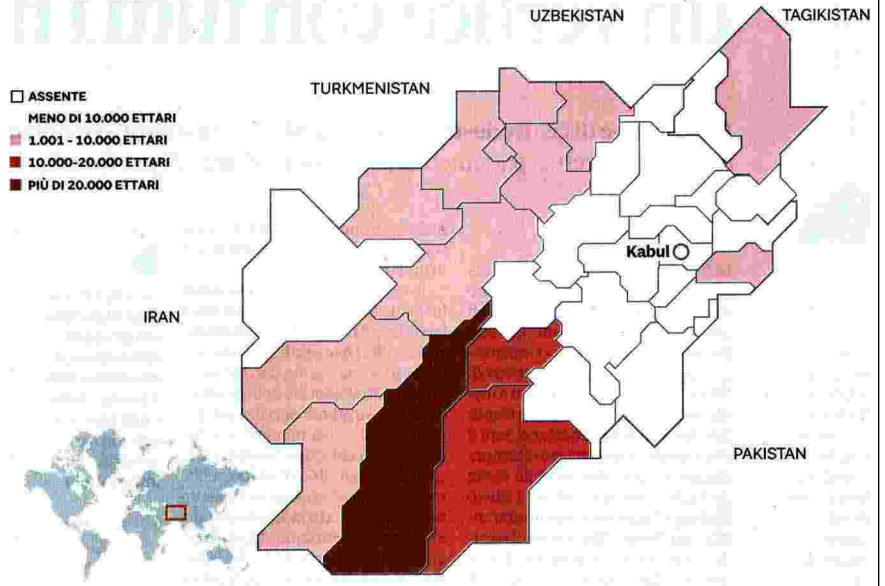 UZBEKISTAN
TAGIKISTAN
TURKMENISTAN
ASSENTE
MENO DI 10.000 ETTARI
1.001 - 10.000 ETTARI
10.000-20.000 ETTARI
PIÙ DI 20.000 ETTARI
Kabul
IRAN
PAKISTAN